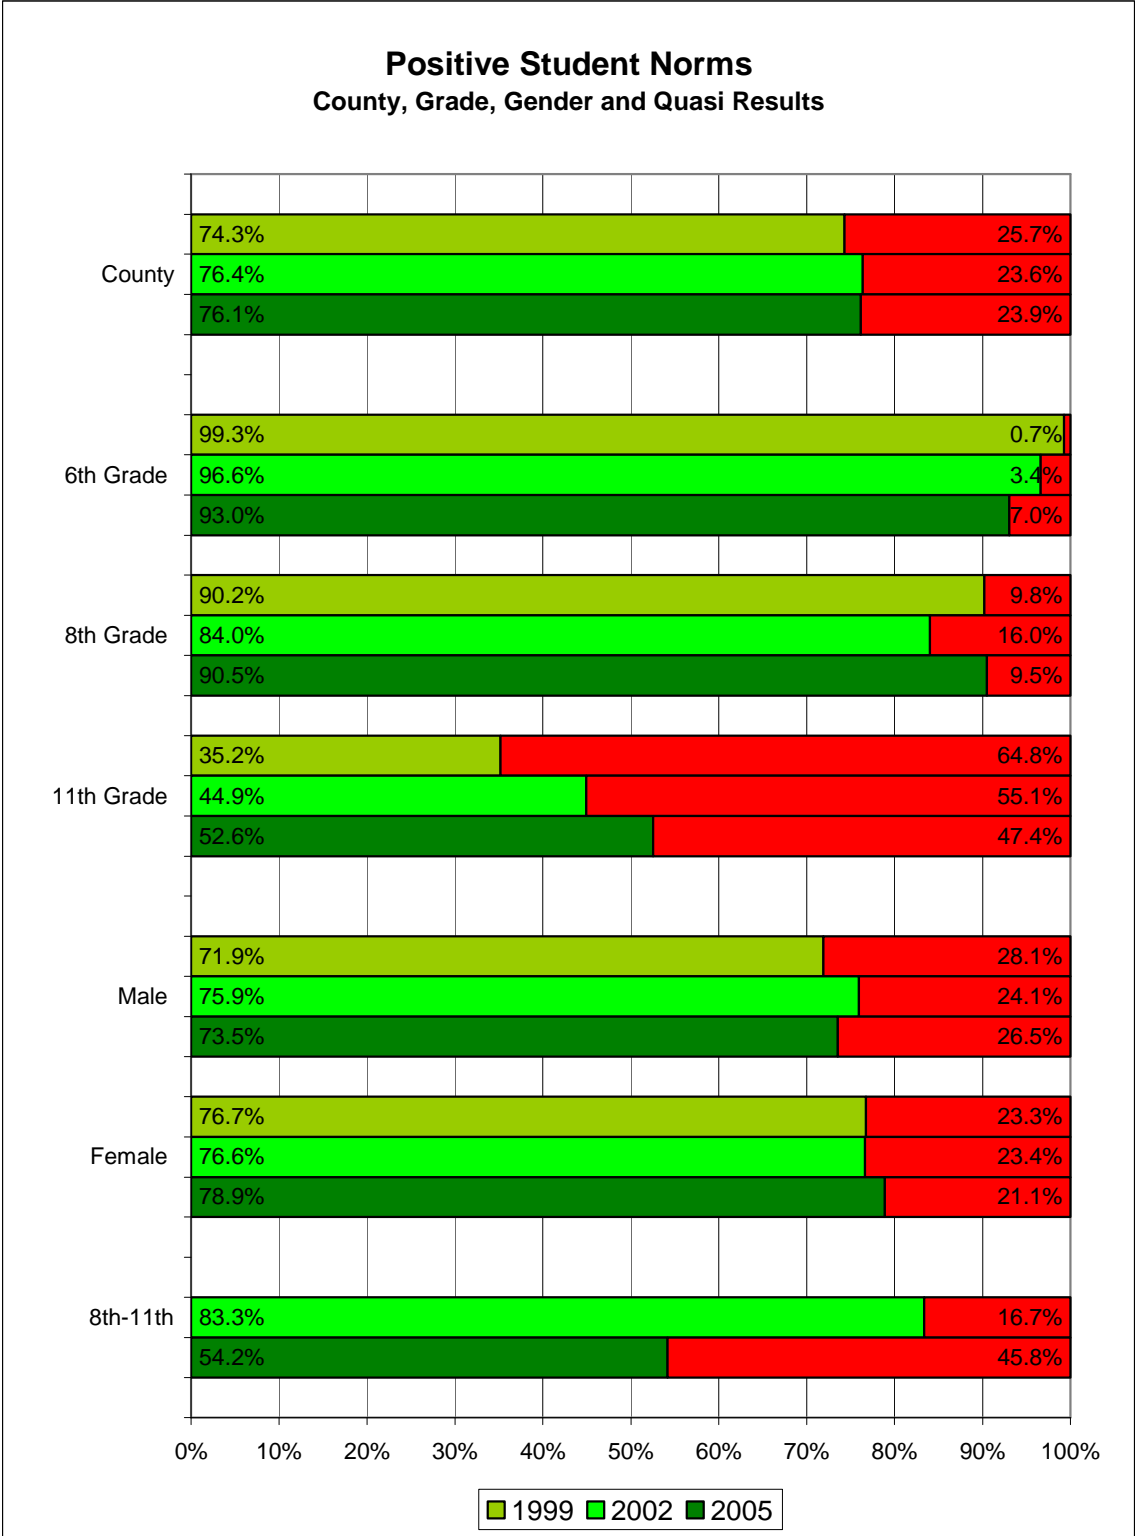 Positive Student Norms
County, Grade, Gender and Quasi Results
74.3% 25.7%
County 76.4% 23.6%
76.1% 23.9%
99.3% 0.7%
6th Grade 96.6% 3.4%
93.0% 7.0%
90.2% 9.8%
8th Grade 84.0% 16.0%
90.5% 9.5%
35.2% 64.8%
11th Grade 44.9% 55.1%
52.6% 47.4%
71.9% 28.1%
Male 75.9% 24.1%
73.5% 26.5%
76.7% 23.3%
Female 76.6% 23.4%
78.9% 21.1%
8th-11th 83.3% 16.7%
54.2% 45.8%
0% 10% 20% 30% 40% 50% 60% 70% 80% 90% 100%
1999 2002 2005